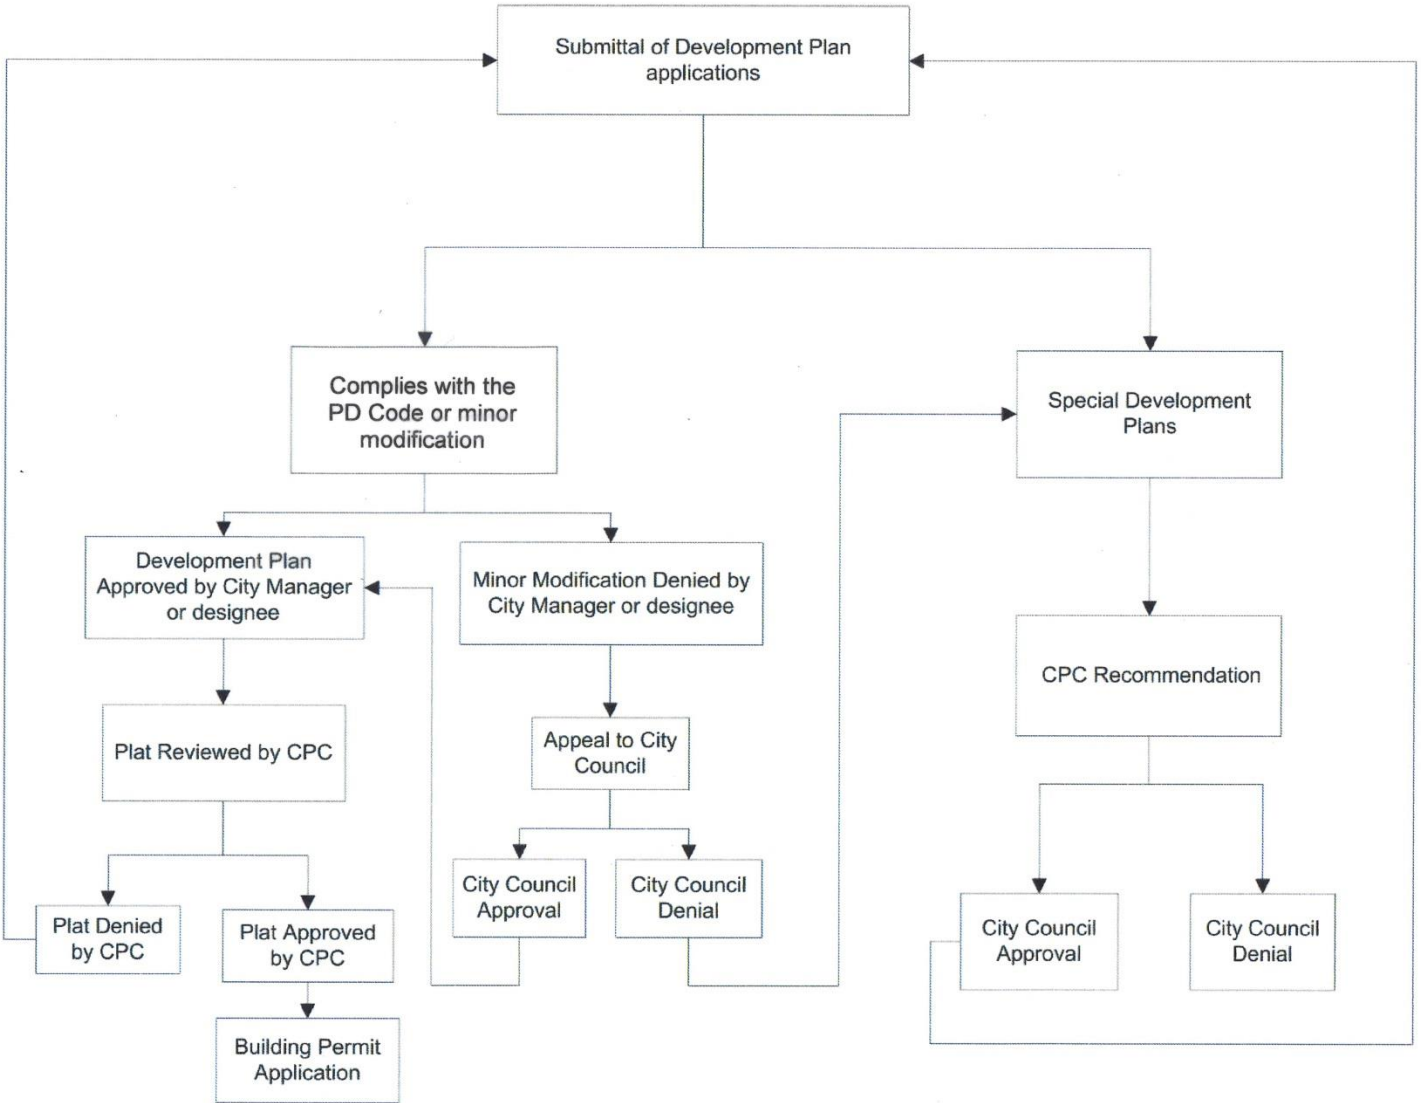 Submittal of Development Plan
applications
Complies with the
PD Code or minor
modification
Special Development
Plans
Development Plan
Approved by City Manager
or designee
Minor Modification Denied by
City Manager or designee
CPC Recommendation
Plat Reviewed by CPC
Appeal to City
Council
City Council
Approval
City Council
Denial
Plat Denied
by CPC
Plat Approved
by CPC
City Council
Approval
City Council
Denial
Building Permit
Application